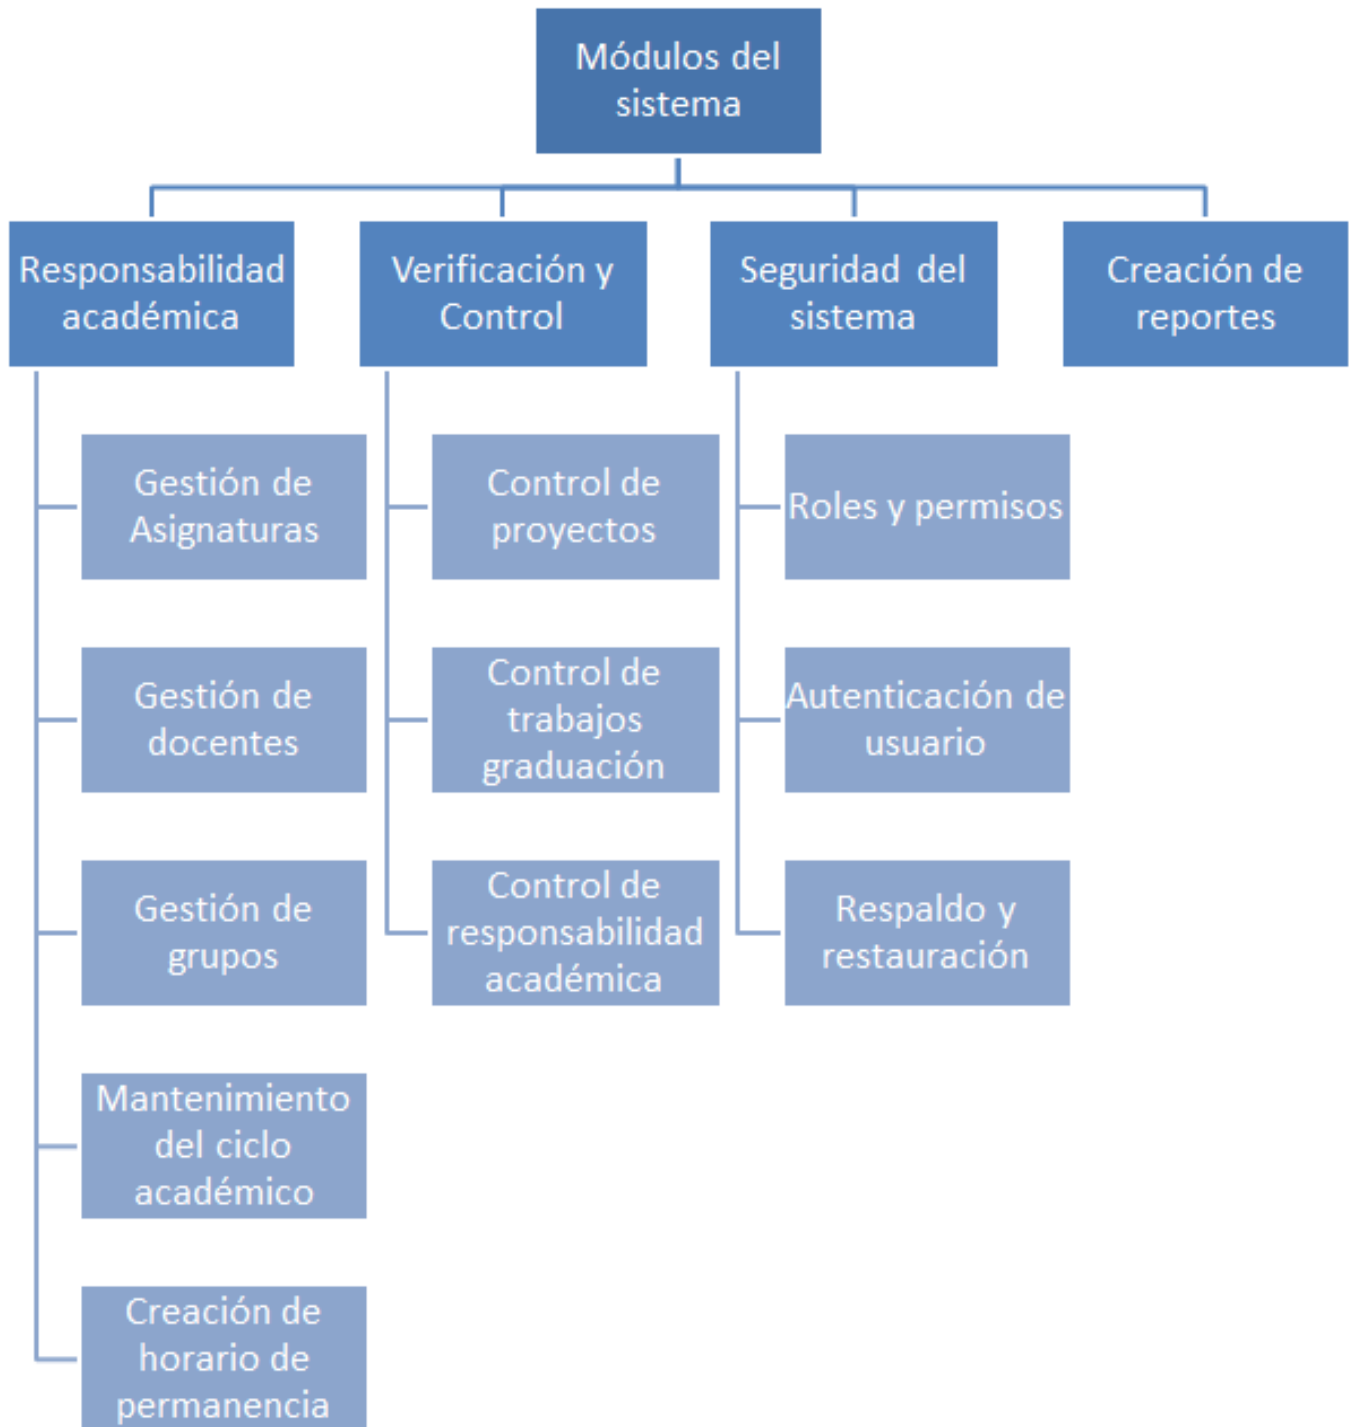 Módulos del
sistema
Responsabilidad
académica
Verificación y
Control
Seguridad del
sistema
Creación de
reportes
Gestión de
Asignaturas
Gestión de
docentes
Gestión de
grupos
Mantenimiento
del ciclo
académico
Creación de
horario de
permanencia
Control de
proyectos
Control de
trabajos
graduación
Control de
responsabilidad
académica
Roles y permisos
Autenticación de
usuario
Respaldo y
restauración